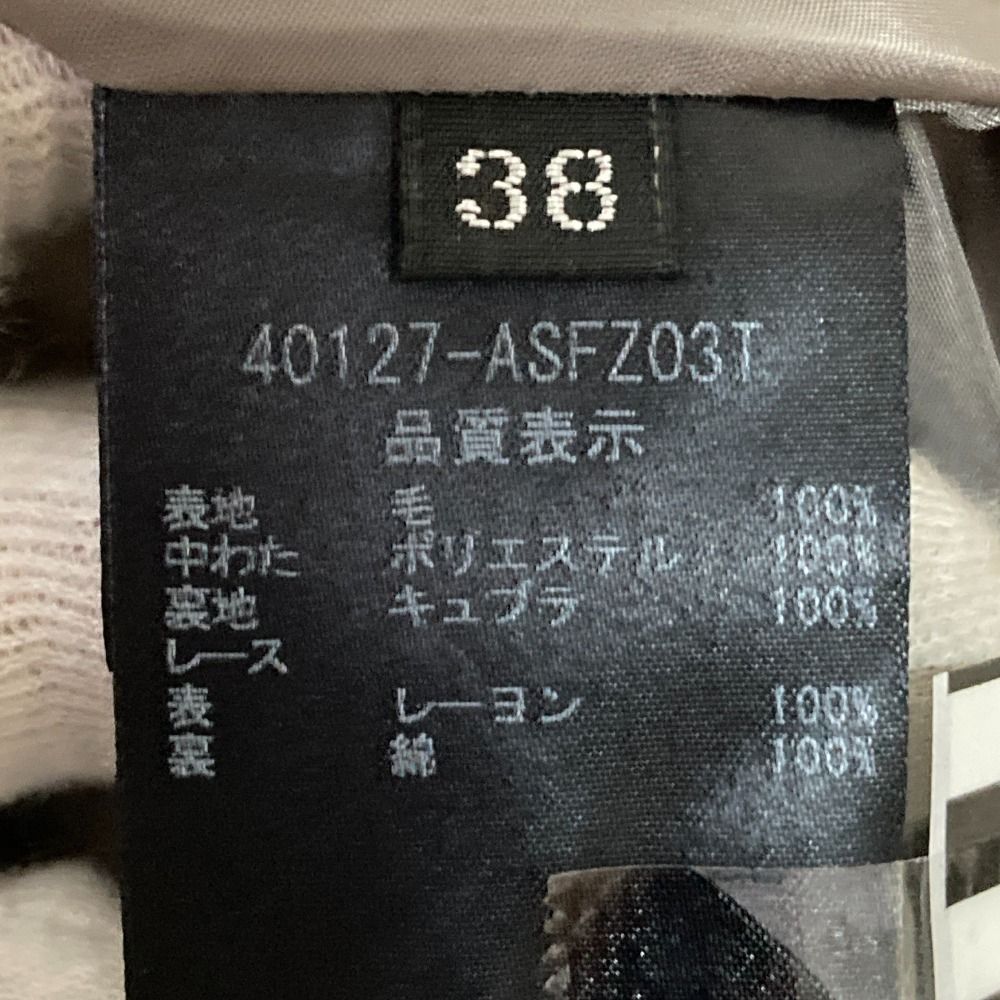 38
40127-ASFZ03T
品質表示
表地 毛 100%
中わた ポリエステル 100%
裏地 キュプラ 100%
レース
表 レーヨン 100%
裏 綿 100%